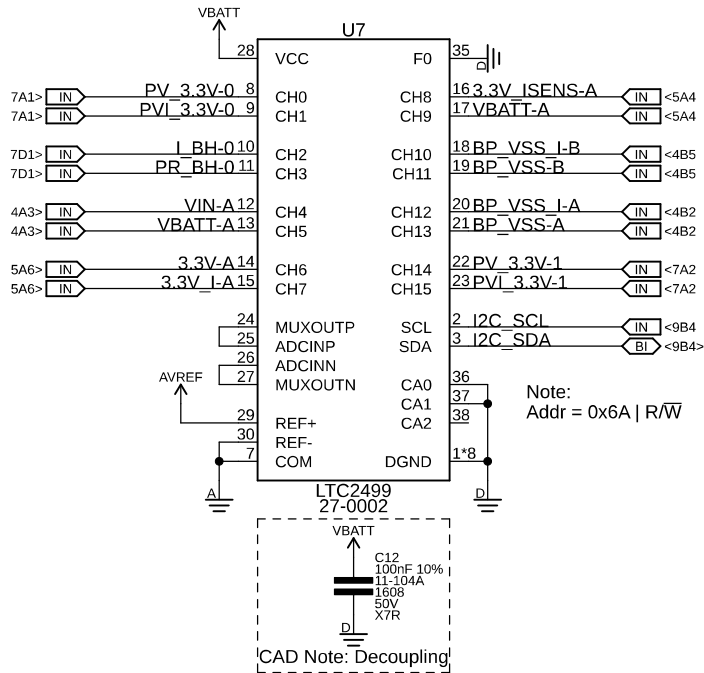 VBATT
U7
28 VCC F0 35 D
7A1> IN PV_3.3V-0 8 CH0 CH8 16 3.3V_ISENS-A IN <5A4
7A1> IN PVI_3.3V-0 9 CH1 CH9 17 VBATT-A IN <5A4
7D1> IN I_BH-0 10 CH2 CH10 18 BP_VSS_I-B IN <4B5
7D1> IN PR_BH-0 11 CH3 CH11 19 BP_VSS-B IN <4B5
4A3> IN VIN-A 12 CH4 CH12 20 BP_VSS_I-A IN <4B2
4A3> IN VBATT-A 13 CH5 CH13 21 BP_VSS-A IN <4B2
5A6> IN 3.3V-A 14 CH6 CH14 22 PV_3.3V-1 IN <7A2
5A6> IN 3.3V_I-A 15 CH7 CH15 23 PVI_3.3V-1 IN <7A2
24 MUXOUTP SCL 2 I2C_SCL IN <9B4
25 ADCINP SDA 3 I2C_SDA BI <9B4>
26 ADCINN
27 MUXOUTN CA0 36
AVREF
CA1 37
29 REF+ CA2 38
30 REF-
7 COM DGND 1*8
Note:
Addr = 0x6A | R/W
A
D
LTC2499
27-0002
VBATT
C12
100nF 10%
11-104A
1608
50V
X7R
D
CAD Note: Decoupling